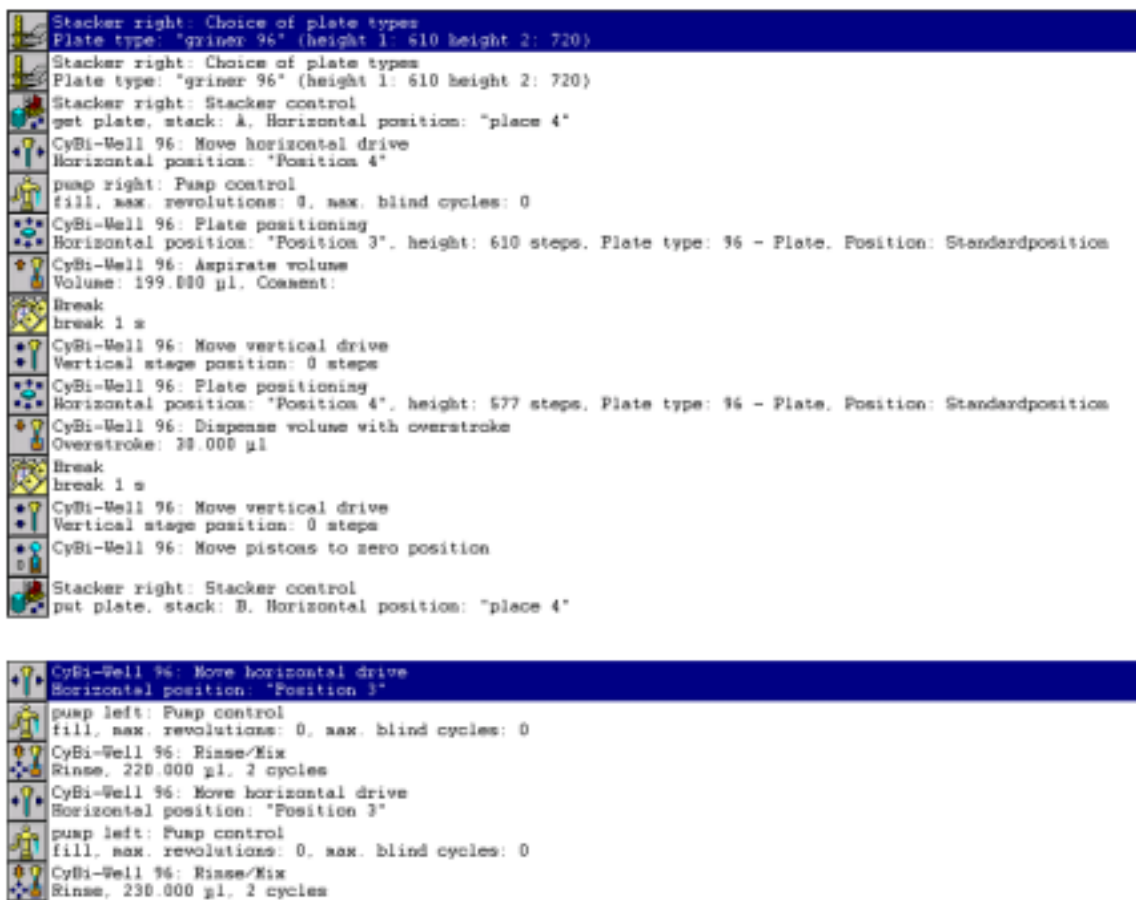 Stacker right: Choice of plate types
Plate type: "griner 96" (height 1: 610 height 2: 720)
Stacker right: Choice of plate types
Plate type: "griner 96" (height 1: 610 height 2: 720)
Stacker right: Stacker control
get plate, stack: A, Horizontal position: "place 4"
CyBi-Well 96: Move horizontal drive
Horizontal position: "Position 4"
pump right: Pump control
fill, max. revolutions: 0, max. blind cycles: 0
CyBi-Well 96: Plate positioning
Horizontal position: "Position 3", height: 610 steps, Plate type: 96 - Plate, Position: Standardposition
CyBi-Well 96: Aspirate volume
Volume: 199.000 µl, Comment:
Break
break 1 s
CyBi-Well 96: Move vertical drive
Vertical stage position: 0 steps
CyBi-Well 96: Plate positioning
Horizontal position: "Position 4", height: 577 steps, Plate type: 96 - Plate, Position: Standardposition
CyBi-Well 96: Dispense volume with overstroke
Overstroke: 30.000 µl
Break
break 1 s
CyBi-Well 96: Move vertical drive
Vertical stage position: 0 steps
CyBi-Well 96: Move pistons to zero position
Stacker right: Stacker control
put plate, stack: B, Horizontal position: "place 4"
CyBi-Well 96: Move horizontal drive
Horizontal position: "Position 3"
pump left: Pump control
fill, max. revolutions: 0, max. blind cycles: 0
CyBi-Well 96: Rinse/Mix
Rinse, 220.000 µl, 2 cycles
CyBi-Well 96: Move horizontal drive
Horizontal position: "Position 3"
pump left: Pump control
fill, max. revolutions: 0, max. blind cycles: 0
CyBi-Well 96: Rinse/Mix
Rinse, 230.000 µl, 2 cycles